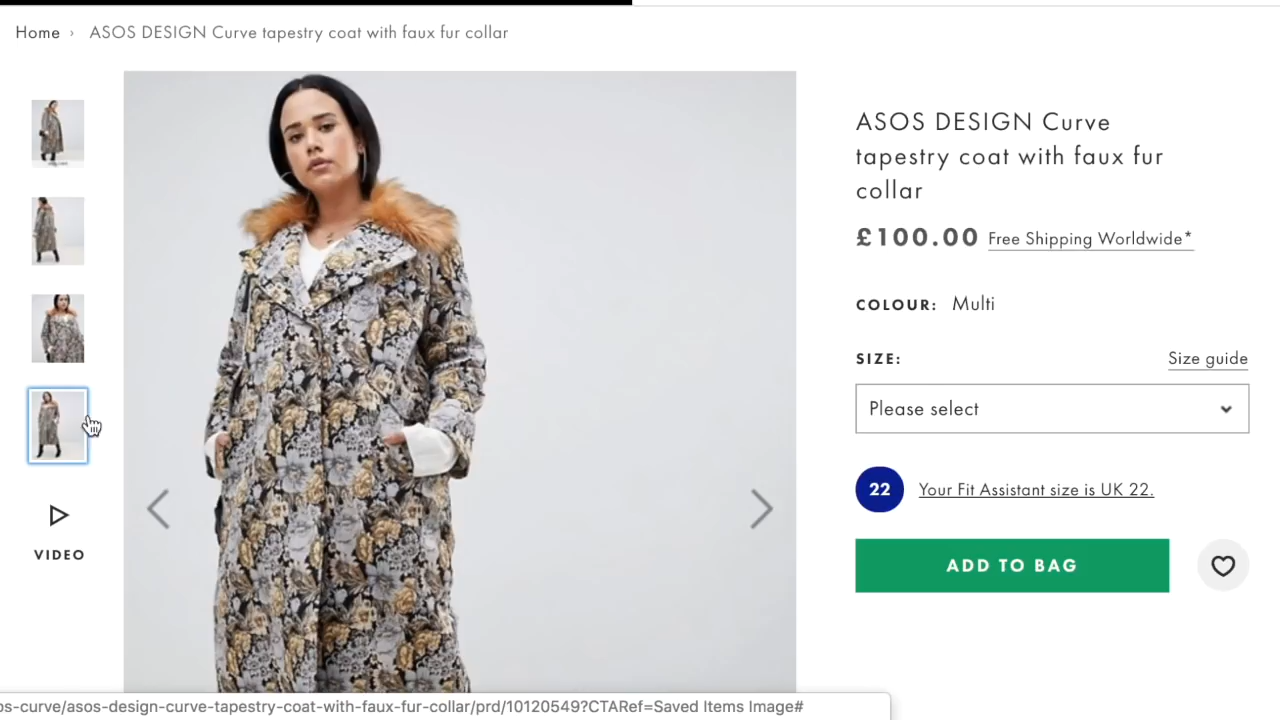 Home › ASOS DESIGN Curve tapestry coat with faux fur collar
ASOS DESIGN Curve
tapestry coat with faux fur
collar
£100.00 Free Shipping Worldwide*
COLOUR: Multi
SIZE: Size guide
Please select
22 Your Fit Assistant size is UK 22.
VIDEO
ADD TO BAG
os-curve/asos-design-curve-tapestry-coat-with-faux-fur-collar/prd/10120549?CTARef=Saved Items Image#